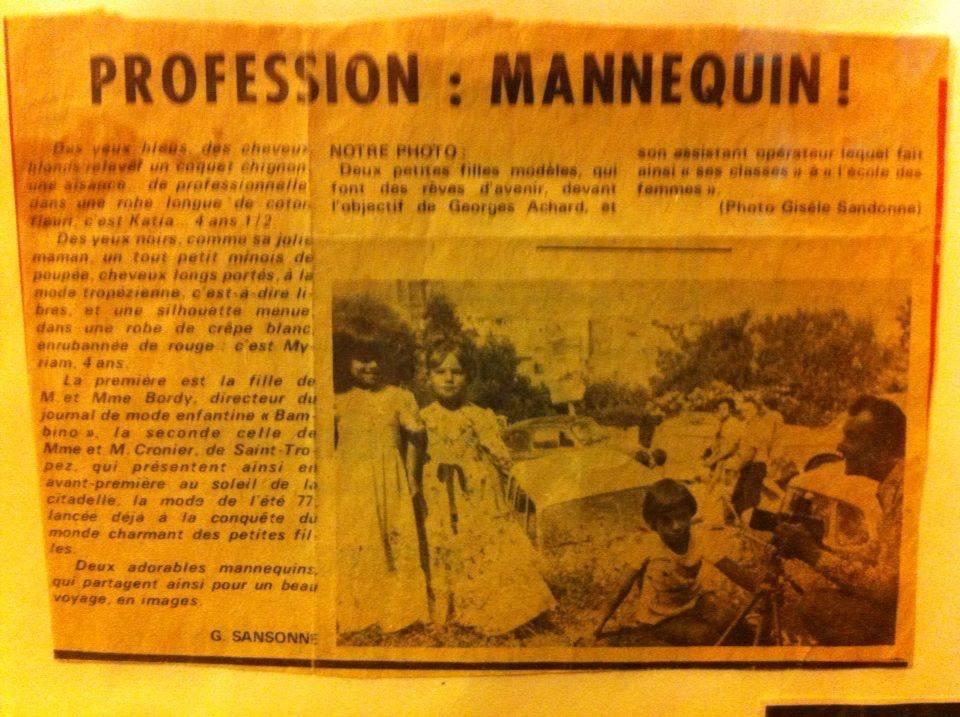 PROFESSION : MANNEQUIN !
Des yeux bleus, des cheveux
blonds relevé en coquet chignon,
une aisance... de professionnelle
dans une robe longue de coton
fleuri, c'est Katia... 4 ans 1/2
Des yeux noirs, comme sa jolie
maman, un tout petit minois de
poupée, cheveux longs portés, à la
mode tropézienne, c'est-à-dire li-
bres, et une silhouette menue
dans une robe de crêpe blanc,
enrubannée de rouge : c'est My-
riam, 4 ans.
La première est la fille de
M. et Mme Bordy, directeur du
journal de mode enfantine « Bam-
bino », la seconde celle de
Mme et M. Cronier, de Saint-Tro-
pez, qui présentent ainsi en
avant-première au soleil de la
citadelle, la mode de l'été 77,
lancée déjà à la conquête du
monde charmant des petites fil-
les.
Deux adorables mannequins,
qui partagent ainsi pour un beau
voyage, en images.
G. SANSONNE
NOTRE PHOTO :
Deux petites filles modèles, qui
font des rêves d'avenir, devant
l'objectif de Georges Achard, et
son assistant opérateur lequel fait
ainsi « ses classes » à « l'école des
femmes ».
(Photo Gisèle Sandonne)